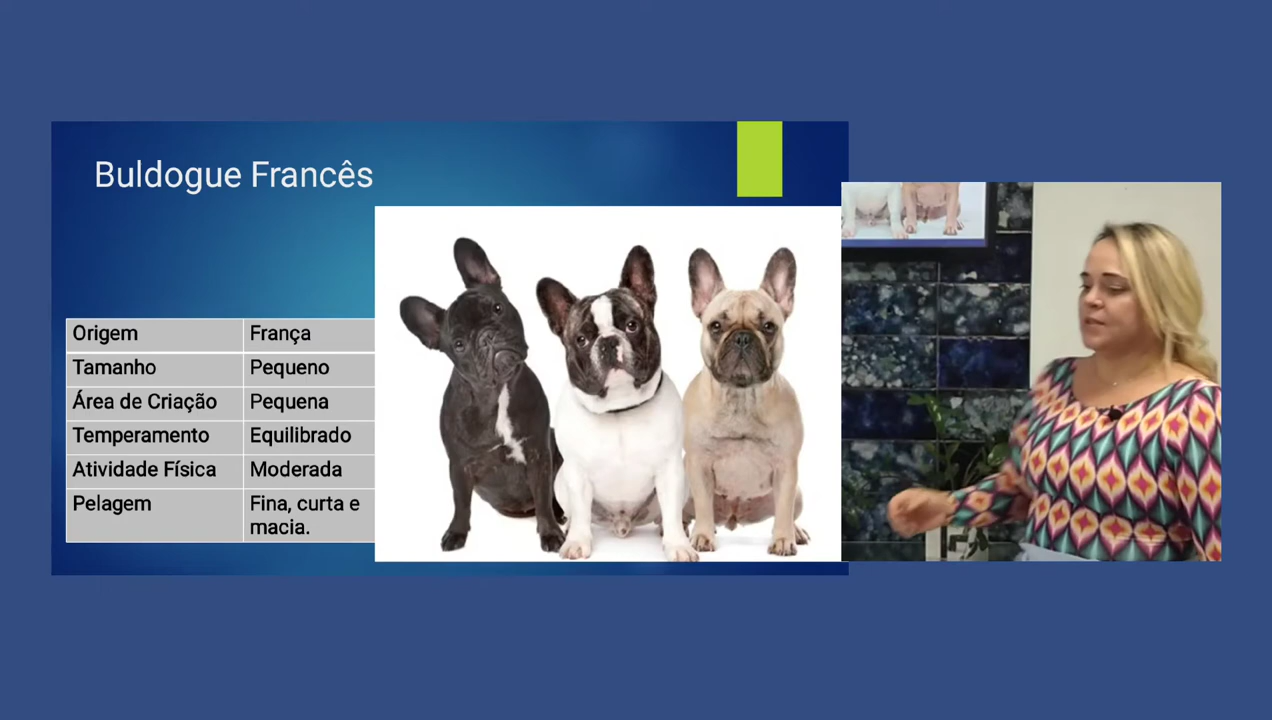 Buldogue Francês
Origem França
Tamanho Pequeno
Área de Criação Pequena
Temperamento Equilibrado
Atividade Física Moderada
Pelagem Fina, curta e
macia.